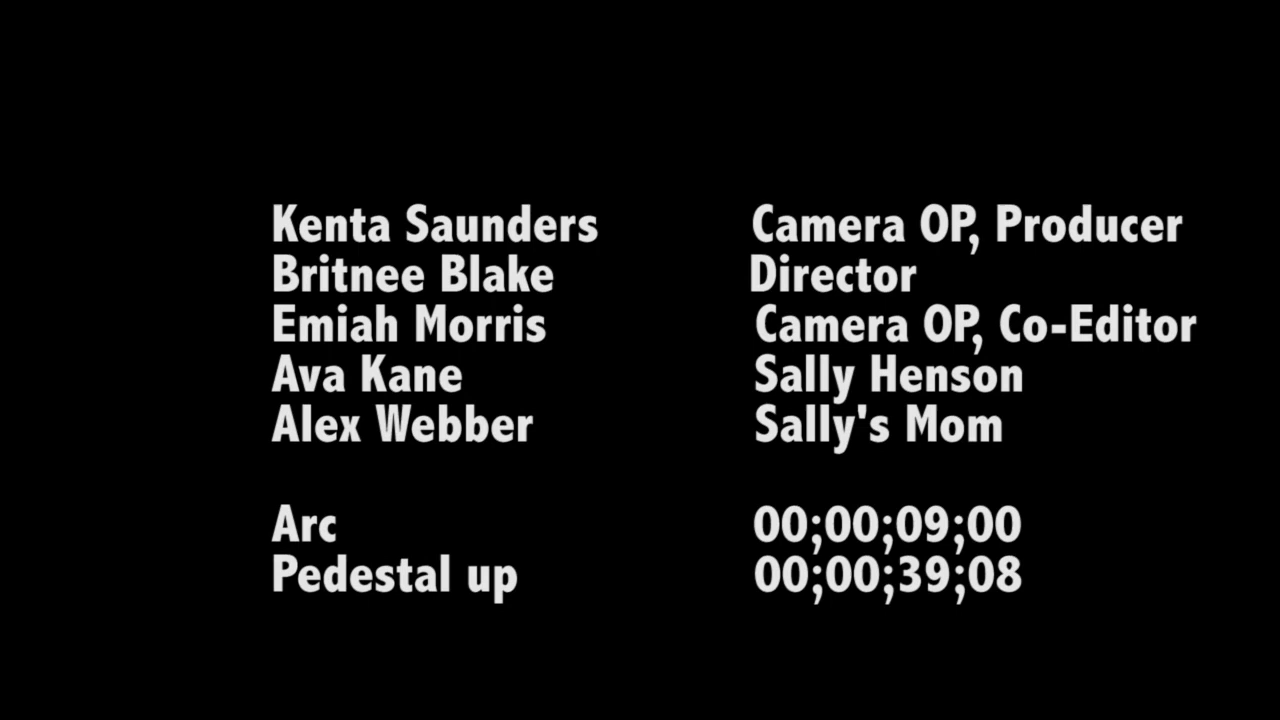 Kenta Saunders Camera OP, Producer
Britnee Blake Director
Emiah Morris Camera OP, Co-Editor
Ava Kane Sally Henson
Alex Webber Sally's Mom
Arc 00;00;09;00
Pedestal up 00;00;39;08